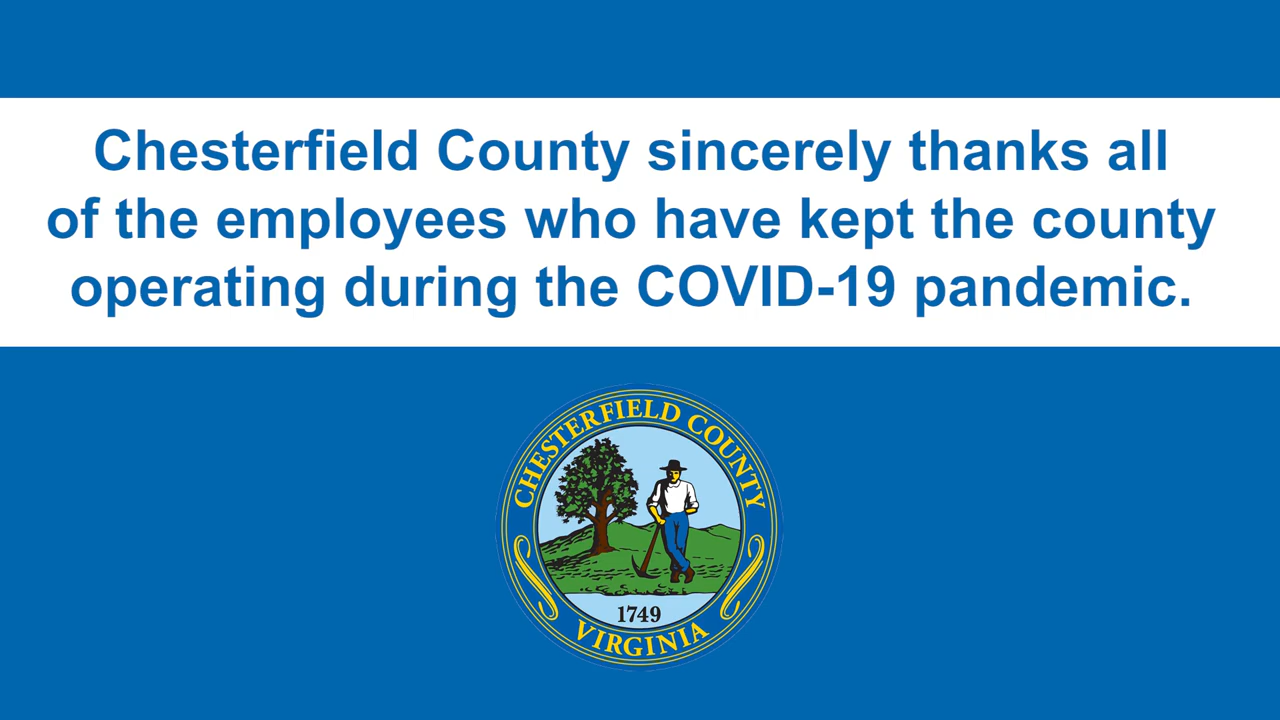 Chesterfield County sincerely thanks all
of the employees who have kept the county
operating during the COVID-19 pandemic.
CHESTERFIELD COUNTY
1749
VIRGINIA